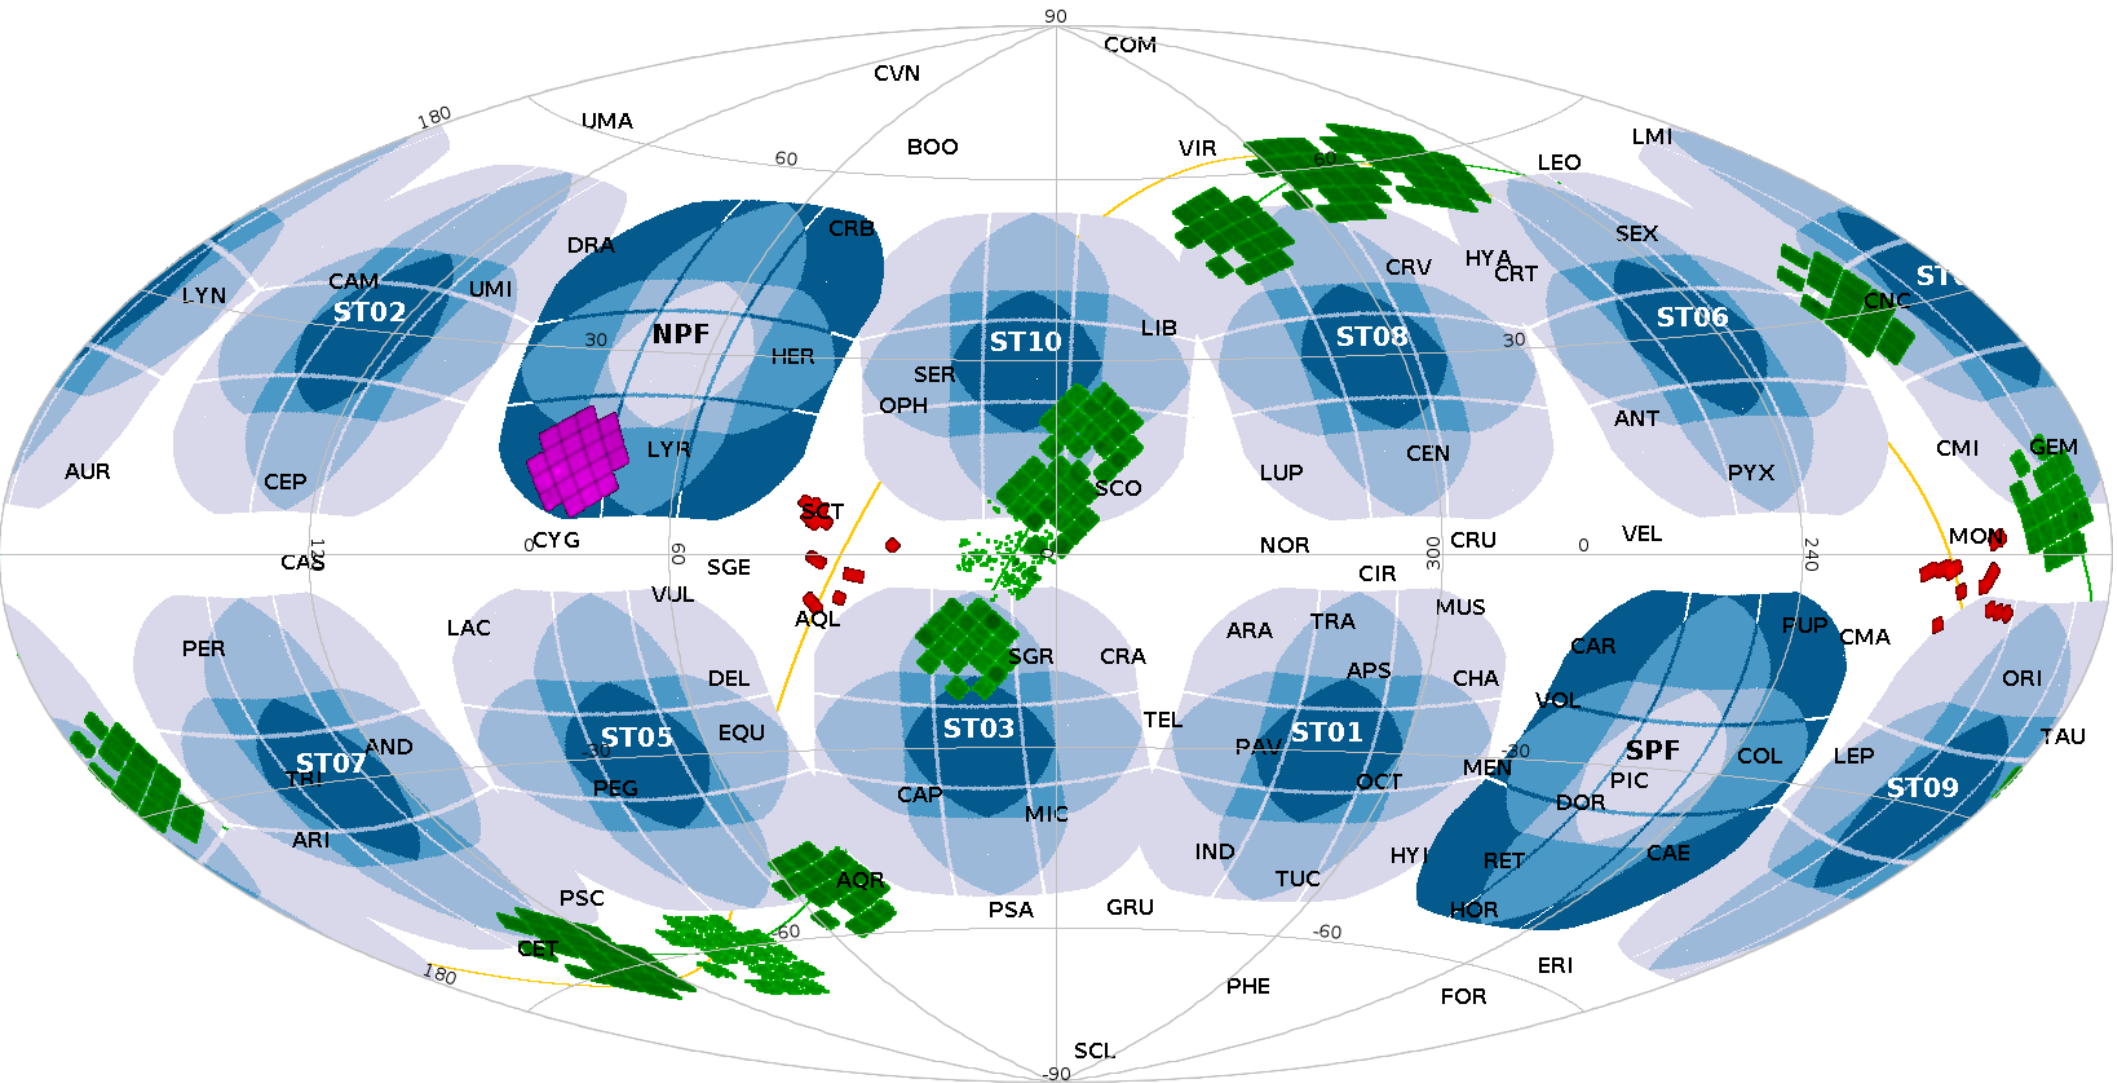 90
COM
CVN
180
UMA
BOO
VIR
60
60
LEO
LMI
DRA
CRB
SEX
HYA
CRT
CRV
CAM
UMI
LYN
ST02
NPF
ST10
LIB
ST08
ST06
CNC
30
HER
30
SER
OPH
ANT
LYR
CEN
CMI
GEM
AUR
CEP
LUP
PYX
SCO
SCT
CYG
0
NOR
CRU
0
VEL
MON
CAS
120
60
SGE
0
CIR
300
240
VUL
AQL
LAC
ARA
TRA
MUS
PUP
CMA
PER
SGR
CRA
APS
CAR
DEL
CHA
ORI
VOL
EQU
ST03
TEL
ST01
PAV
SPF
COL
LEP
TAU
AND
ST05
-30
-30
ST07
TRI
MEN
PIC
OCT
PEG
CAP
DOR
ST09
MIC
ARI
IND
HYI
RET
CAE
AQR
TUC
PSC
PSA
GRU
HOR
-60
-60
CET
ERI
180
PHE
FOR
SCL
-90